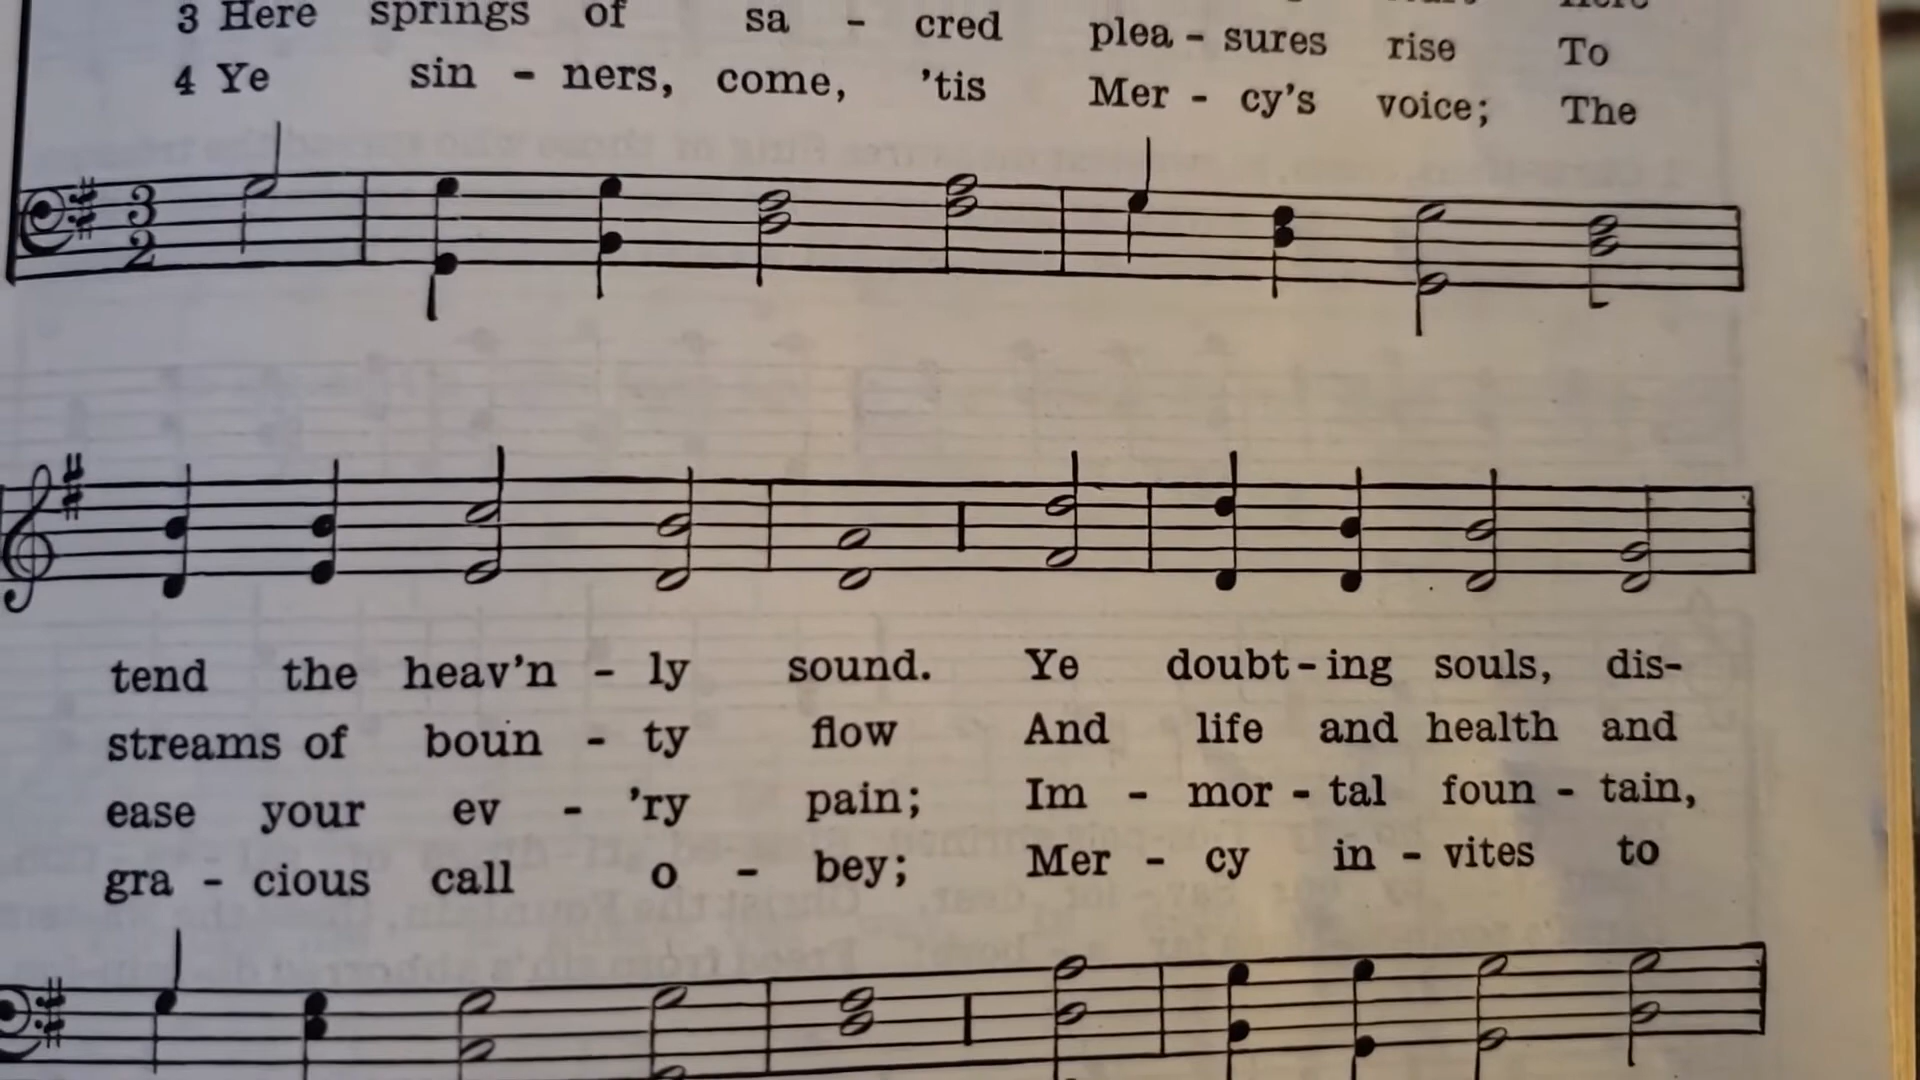 3 Here springs of sa - cred plea - sures rise To
4 Ye sin - ners, come, 'tis Mer - cy's voice; The
3
2
tend the heav'n - ly sound. Ye doubt - ing souls, dis-
streams of boun - ty flow And life and health and
ease your ev - 'ry pain; Im - mor - tal foun - tain,
gra - cious call o - bey; Mer - cy in - vites to